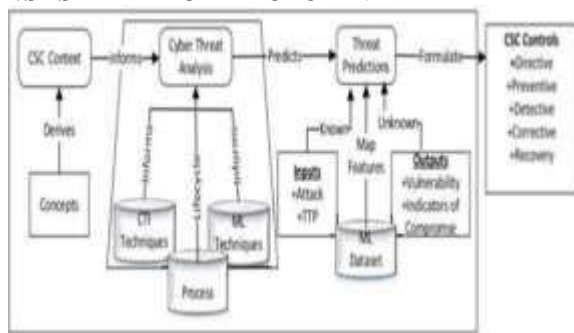 CSC Context
Informs
Cyber Threat
Analysis
Predicts
Threat
Predictions
Formulate
CSC Controls
+Directive
+Preventive
+Detective
+Corrective
+Recovery
Derives
Concepts
Informs
Lifecycle
Informs
CTI
Techniques
ML
Techniques
Process
Known
Map
Features
Unknown
Inputs
+Attack
+TTP
Outputs
+Vulnerability
+Indicators of
Compromise
ML
Dataset